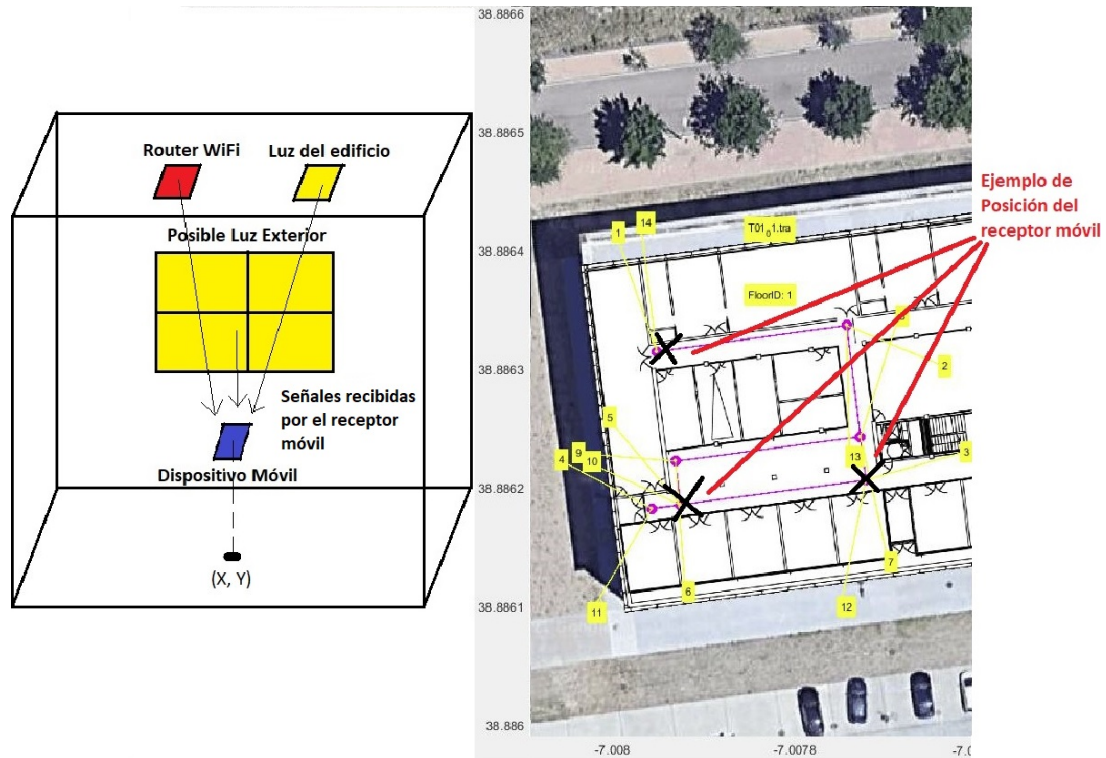 Router WiFi
Luz del edificio
Posible Luz Exterior
Señales recibidas
por el receptor
móvil
Dispositivo Móvil
(X, Y)
38.8866
38.8865
38.8864
38.8863
38.8862
38.8861
38.886
-7.008
-7.0078
1
14
T01₀1.tra
FloorID: 1
2
5
4
9
10
13
3
11
6
12
7
Ejemplo de
Posición del
receptor móvil